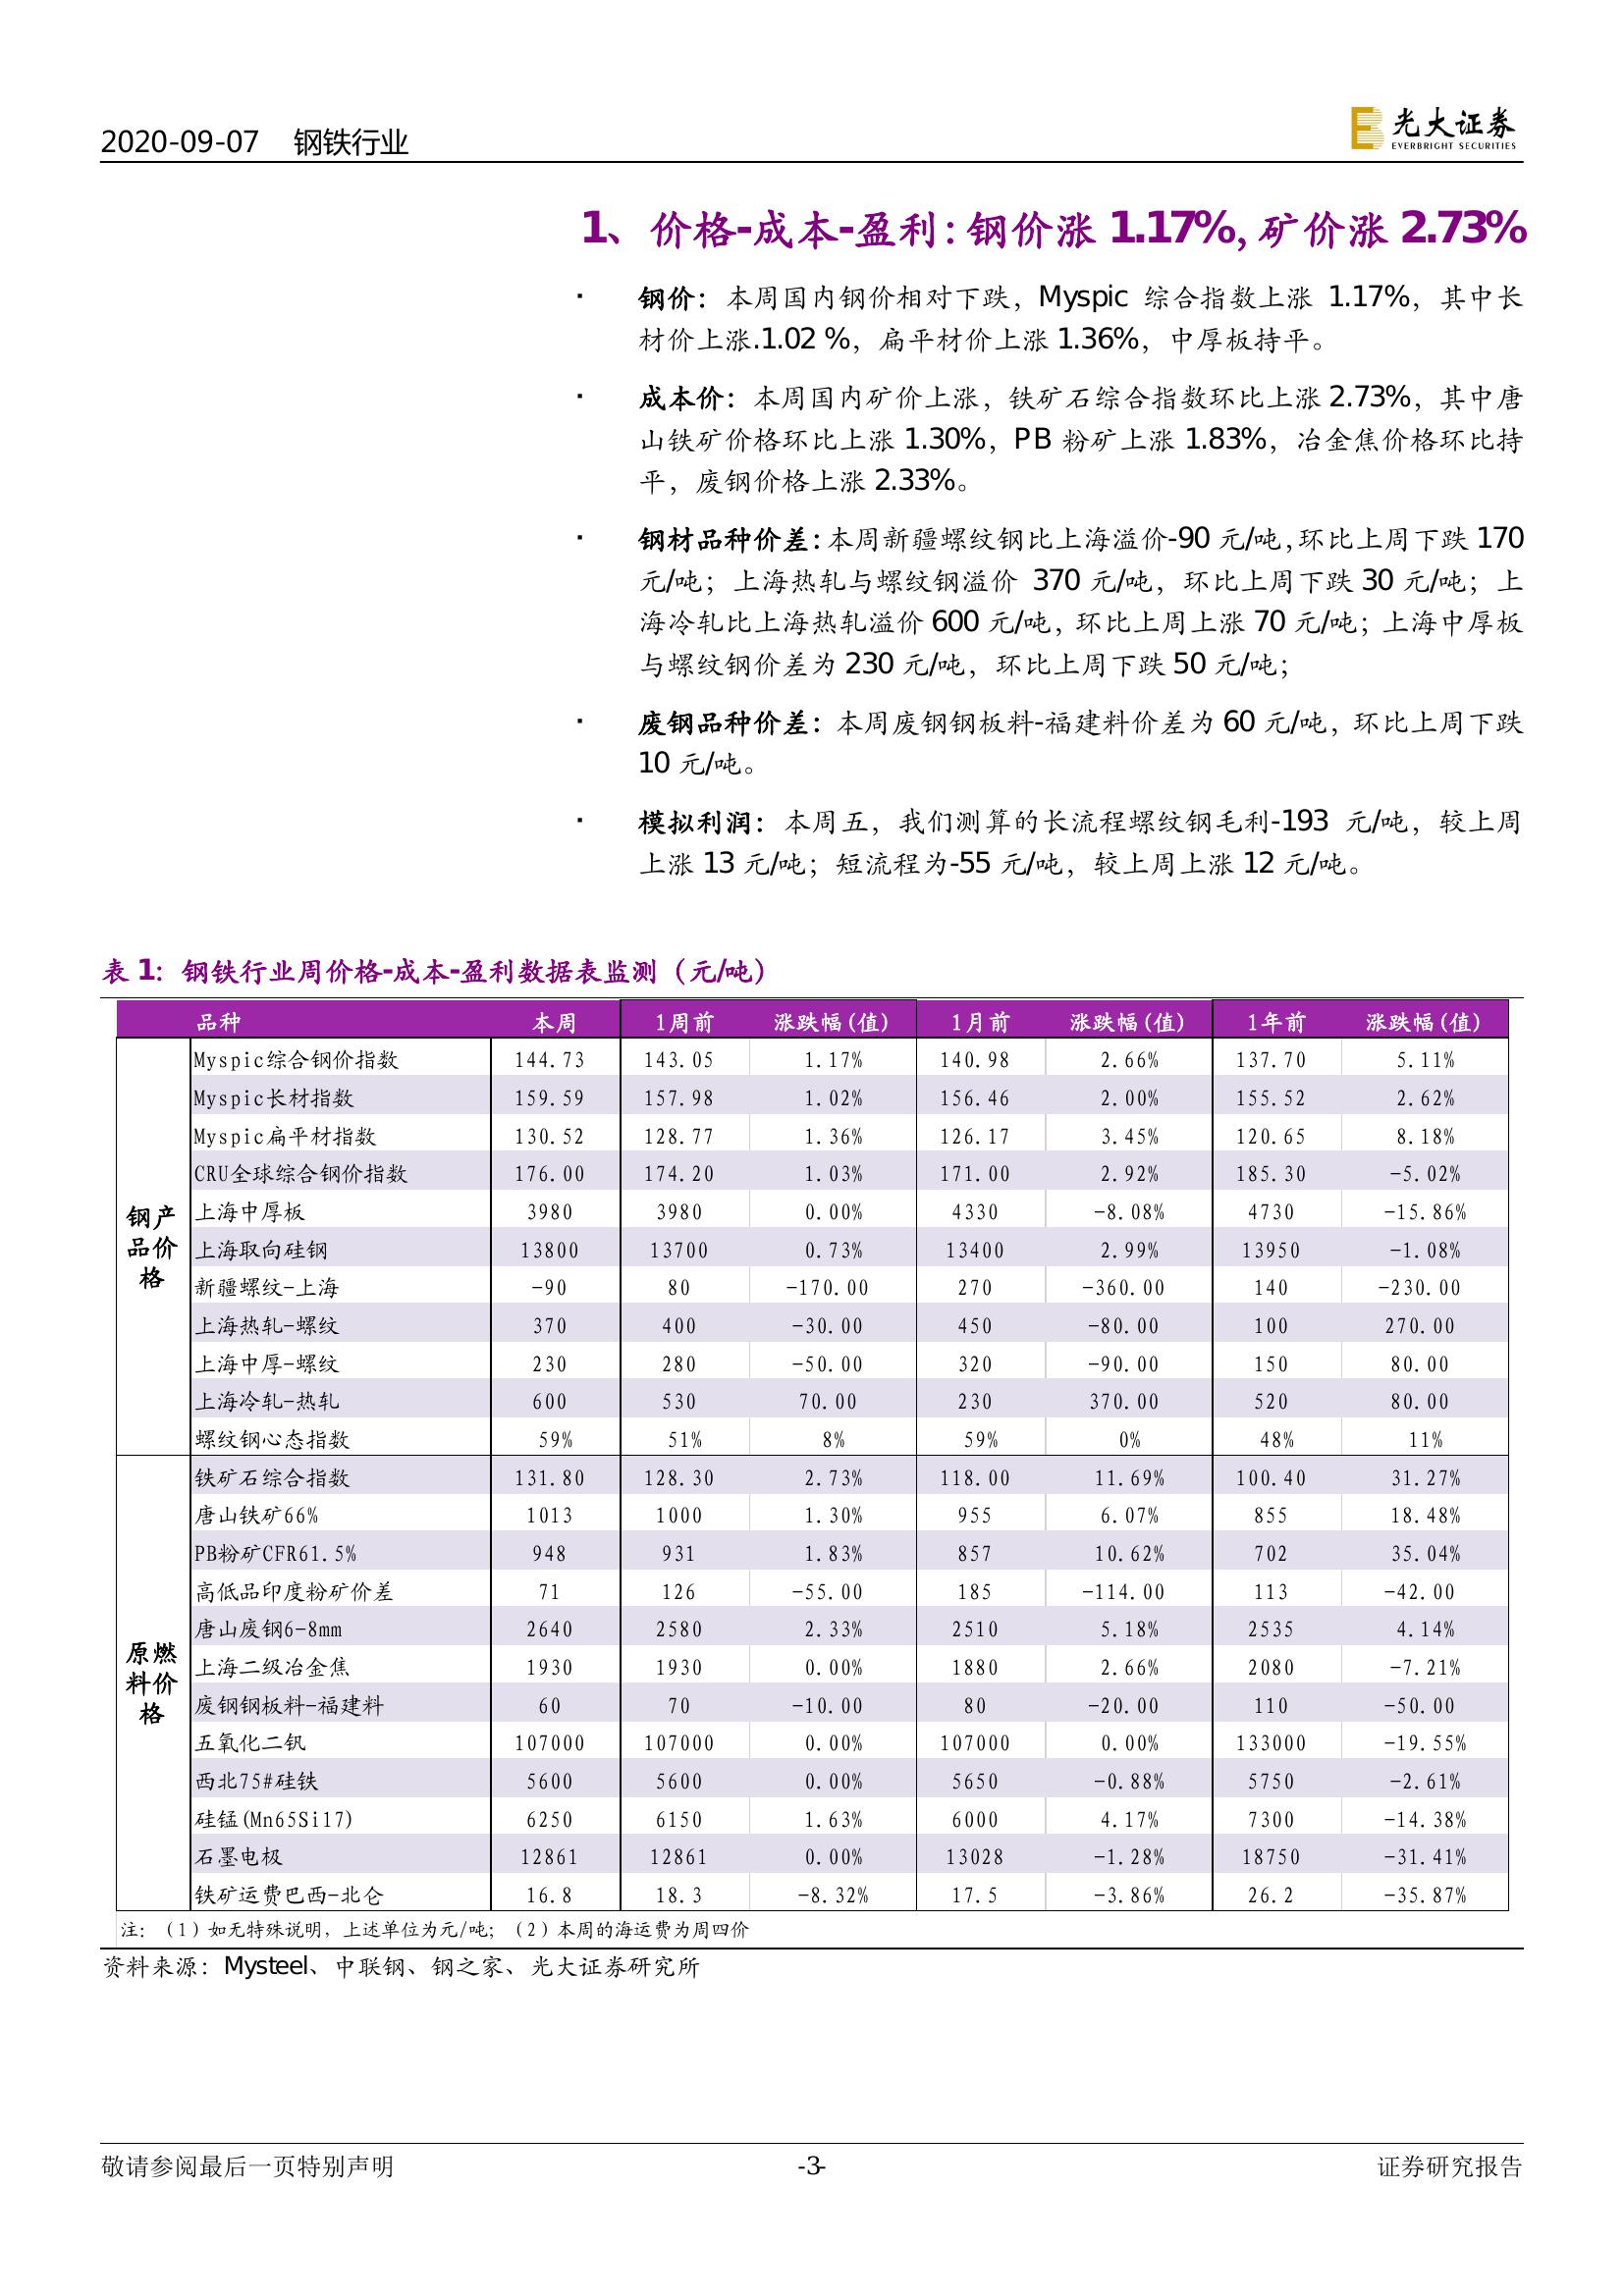 2020-09-07 钢铁行业
光大证券
EVERBRIGHT SECURITIES
1、价格-成本-盈利：钢价涨 1.17%，矿价涨 2.73%
▪ 钢价：本周国内钢价相对下跌，Myspic 综合指数上涨 1.17%，其中长
材价上涨.1.02 %，扁平材价上涨 1.36%，中厚板持平。
▪ 成本价：本周国内矿价上涨，铁矿石综合指数环比上涨 2.73%，其中唐
山铁矿价格环比上涨 1.30%，PB 粉矿上涨 1.83%，冶金焦价格环比持
平，废钢价格上涨 2.33%。
▪ 钢材品种价差：本周新疆螺纹钢比上海溢价-90 元/吨，环比上周下跌 170
元/吨；上海热轧与螺纹钢溢价 370 元/吨，环比上周下跌 30 元/吨；上
海冷轧比上海热轧溢价 600 元/吨，环比上周上涨 70 元/吨；上海中厚板
与螺纹钢价差为 230 元/吨，环比上周下跌 50 元/吨；
▪ 废钢品种价差：本周废钢钢板料-福建料价差为 60 元/吨，环比上周下跌
10 元/吨。
▪ 模拟利润：本周五，我们测算的长流程螺纹钢毛利-193 元/吨，较上周
上涨 13 元/吨；短流程为-55 元/吨，较上周上涨 12 元/吨。
表 1：钢铁行业周价格-成本-盈利数据表监测（元/吨）
品种 本周 1周前 涨跌幅(值) 1月前 涨跌幅(值) 1年前 涨跌幅(值)
钢产品价格
Myspic综合钢价指数 144.73 143.05 1.17% 140.98 2.66% 137.70 5.11%
Myspic长材指数 159.59 157.98 1.02% 156.46 2.00% 155.52 2.62%
Myspic扁平材指数 130.52 128.77 1.36% 126.17 3.45% 120.65 8.18%
CRU全球综合钢价指数 176.00 174.20 1.03% 171.00 2.92% 185.30 -5.02%
上海中厚板 3980 3980 0.00% 4330 -8.08% 4730 -15.86%
上海取向硅钢 13800 13700 0.73% 13400 2.99% 13950 -1.08%
新疆螺纹-上海 -90 80 -170.00 270 -360.00 140 -230.00
上海热轧-螺纹 370 400 -30.00 450 -80.00 100 270.00
上海中厚-螺纹 230 280 -50.00 320 -90.00 150 80.00
上海冷轧-热轧 600 530 70.00 230 370.00 520 80.00
螺纹钢心态指数 59% 51% 8% 59% 0% 48% 11%
原燃料价格
铁矿石综合指数 131.80 128.30 2.73% 118.00 11.69% 100.40 31.27%
唐山铁矿66% 1013 1000 1.30% 955 6.07% 855 18.48%
PB粉矿CFR61.5% 948 931 1.83% 857 10.62% 702 35.04%
高低品印度粉矿价差 71 126 -55.00 185 -114.00 113 -42.00
唐山废钢6-8mm 2640 2580 2.33% 2510 5.18% 2535 4.14%
上海二级冶金焦 1930 1930 0.00% 1880 2.66% 2080 -7.21%
废钢钢板料-福建料 60 70 -10.00 80 -20.00 110 -50.00
五氧化二钒 107000 107000 0.00% 107000 0.00% 133000 -19.55%
西北75#硅铁 5600 5600 0.00% 5650 -0.88% 5750 -2.61%
硅锰(Mn65Si17) 6250 6150 1.63% 6000 4.17% 7300 -14.38%
石墨电极 12861 12861 0.00% 13028 -1.28% 18750 -31.41%
铁矿运费巴西-北仑 16.8 18.3 -8.32% 17.5 -3.86% 26.2 -35.87%
注：（1）如无特殊说明，上述单位为元/吨；（2）本周的海运费为周四价
资料来源：Mysteel、中联钢、钢之家、光大证券研究所
敬请参阅最后一页特别声明 -3- 证券研究报告